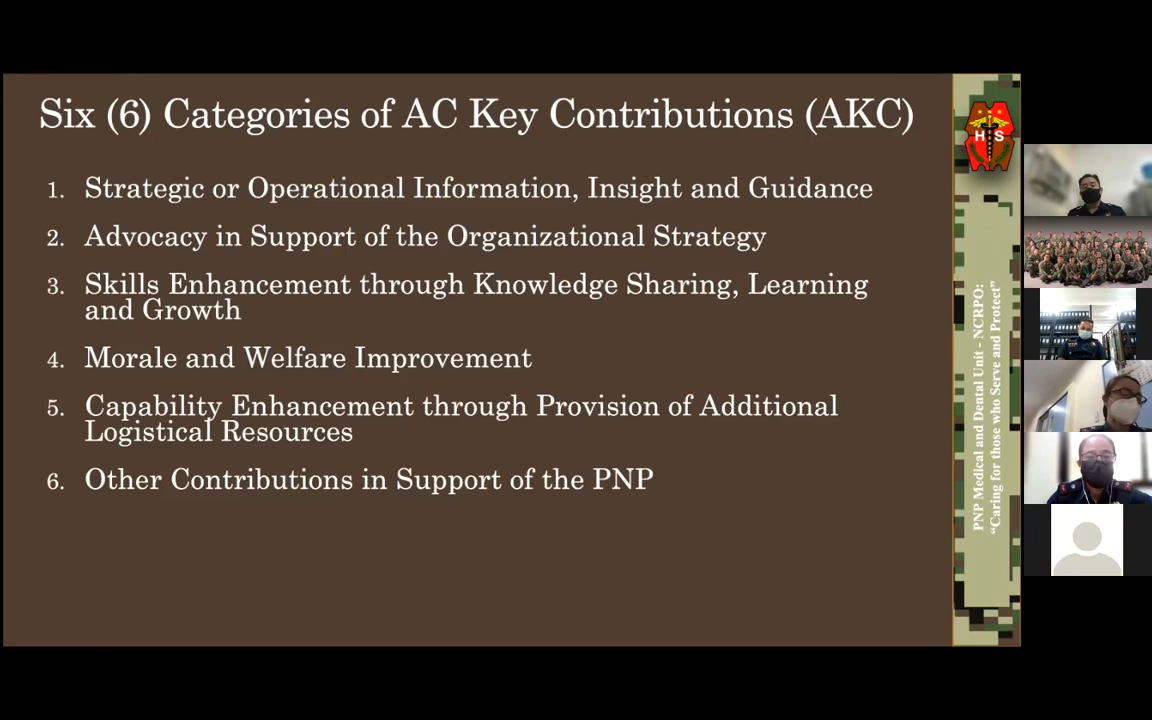 Six (6) Categories of AC Key Contributions (AKC)
1. Strategic or Operational Information, Insight and Guidance
2. Advocacy in Support of the Organizational Strategy
3. Skills Enhancement through Knowledge Sharing, Learning
and Growth
4. Morale and Welfare Improvement
5. Capability Enhancement through Provision of Additional
Logistical Resources
6. Other Contributions in Support of the PNP
H S
PNP Medical and Dental Unit - NCRPO:
“Caring for those who Serve and Protect”